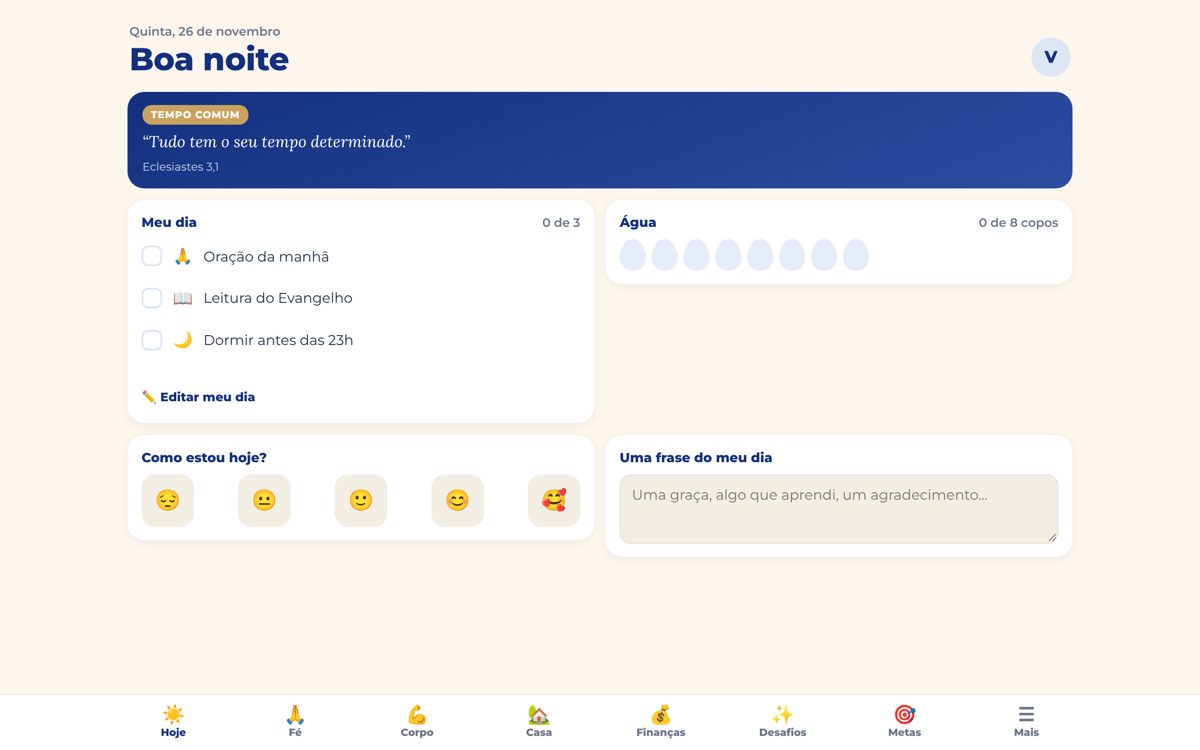 Quinta, 26 de novembro
Boa noite
V
TEMPO COMUM
“Tudo tem o seu tempo determinado.”
Eclesiastes 3,1
Meu dia
0 de 3
Oração da manhã
Leitura do Evangelho
Dormir antes das 23h
Editar meu dia
Água
0 de 8 copos
Como estou hoje?
Uma frase do meu dia
Uma graça, algo que aprendi, um agradecimento...
Hoje
Fé
Corpo
Casa
Finanças
Desafios
Metas
Mais